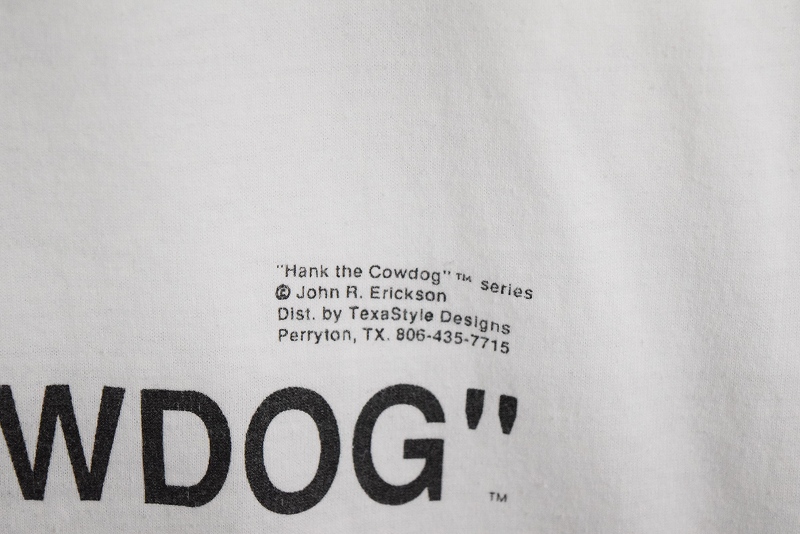 "Hank the Cowdog" ™ series
© John R. Erickson
Dist. by TexaStyle Designs
Perryton, TX. 806-435-7715
WDOG"
™